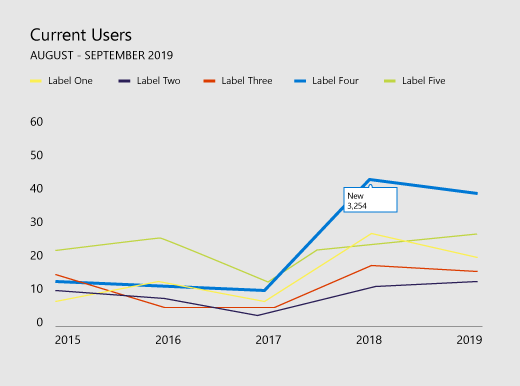 Current Users
AUGUST - SEPTEMBER 2019
Label One Label Two Label Three Label Four Label Five
60
50
40
New
3,254
30
20
10
0
2015 2016 2017 2018 2019